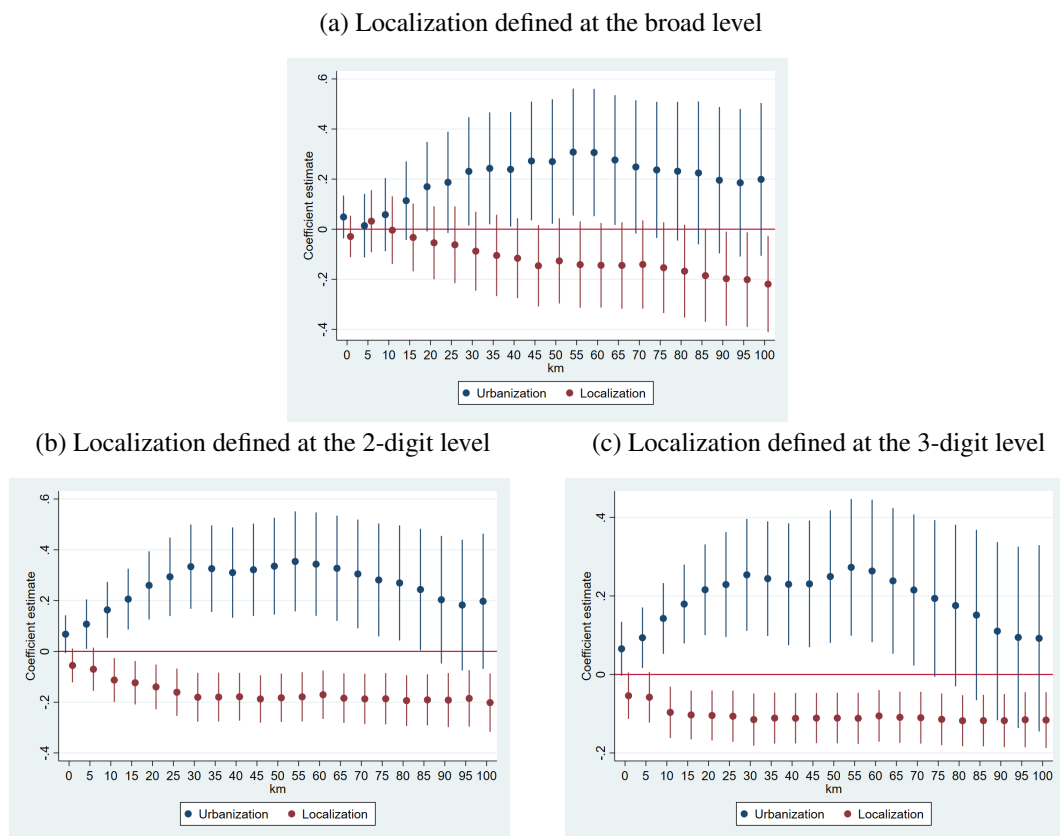 (a) Localization defined at the broad level
Coefficient estimate
.6
.4
.2
0
-.2
-.4
0 5 10 15 20 25 30 35 40 45 50 55 60 65 70 75 80 85 90 95 100
km
Urbanization Localization
(b) Localization defined at the 2-digit level
Coefficient estimate
.6
.4
.2
0
-.2
-.4
0 5 10 15 20 25 30 35 40 45 50 55 60 65 70 75 80 85 90 95 100
km
Urbanization Localization
(c) Localization defined at the 3-digit level
Coefficient estimate
.4
.2
0
-.2
0 5 10 15 20 25 30 35 40 45 50 55 60 65 70 75 80 85 90 95 100
km
Urbanization Localization